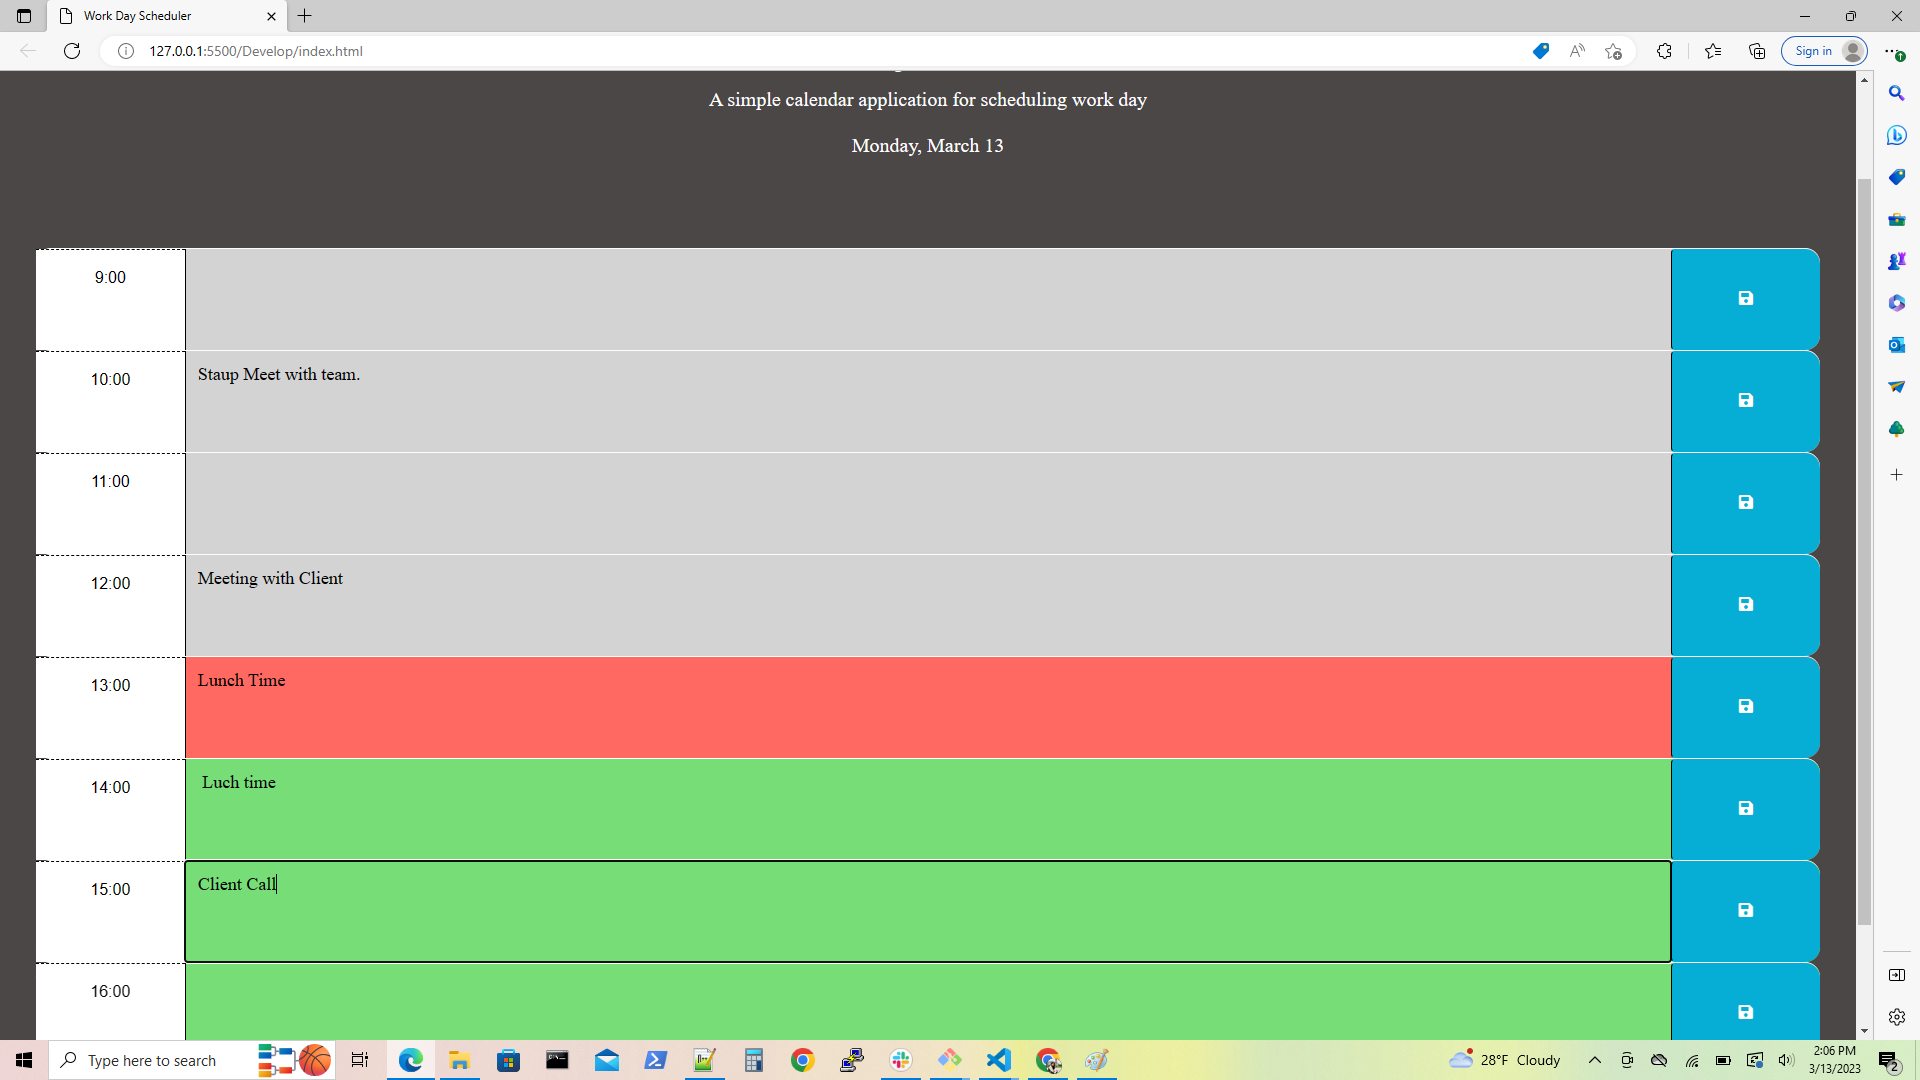 Work Day Scheduler
127.0.0.1:5500/Develop/index.html
Sign in
A simple calendar application for scheduling work day
Monday, March 13
9:00
10:00 Staup Meet with team.
11:00
12:00 Meeting with Client
13:00 Lunch Time
14:00 Luch time
15:00 Client Call
16:00
Type here to search
28°F Cloudy
2:06 PM
3/13/2023
2